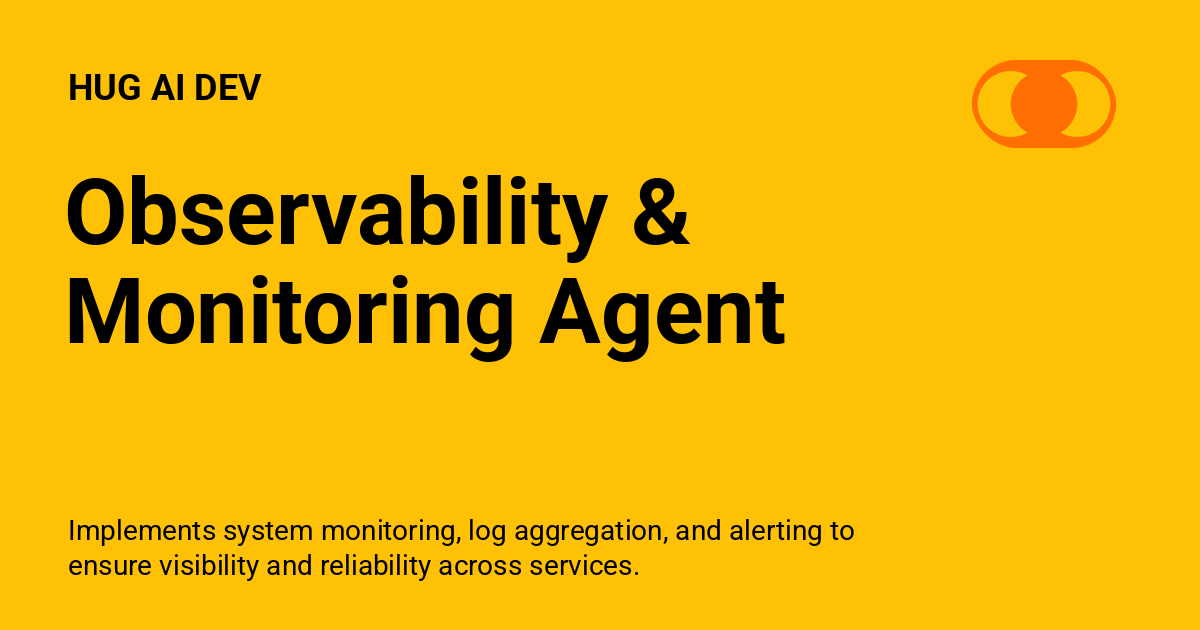 HUG AI DEV
Observability &
Monitoring Agent
Implements system monitoring, log aggregation, and alerting to
ensure visibility and reliability across services.